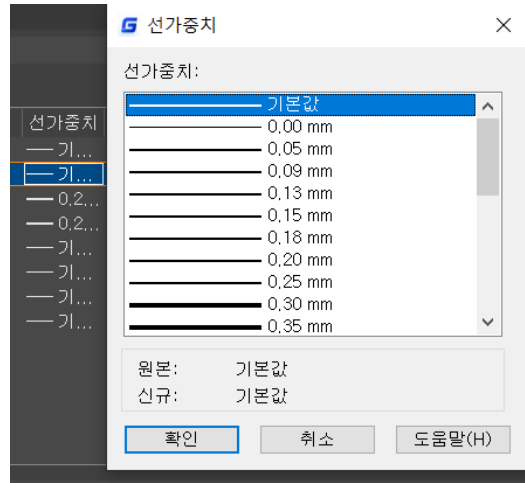 선가중치
선가중치:
기본값
0.00 mm
0.05 mm
0.09 mm
0.13 mm
0.15 mm
0.18 mm
0.20 mm
0.25 mm
0.30 mm
0.35 mm
원본: 기본값
신규: 기본값
확인 취소 도움말(H)
선가중치
기...
기...
0.2...
0.2...
기...
기...
기...
기...